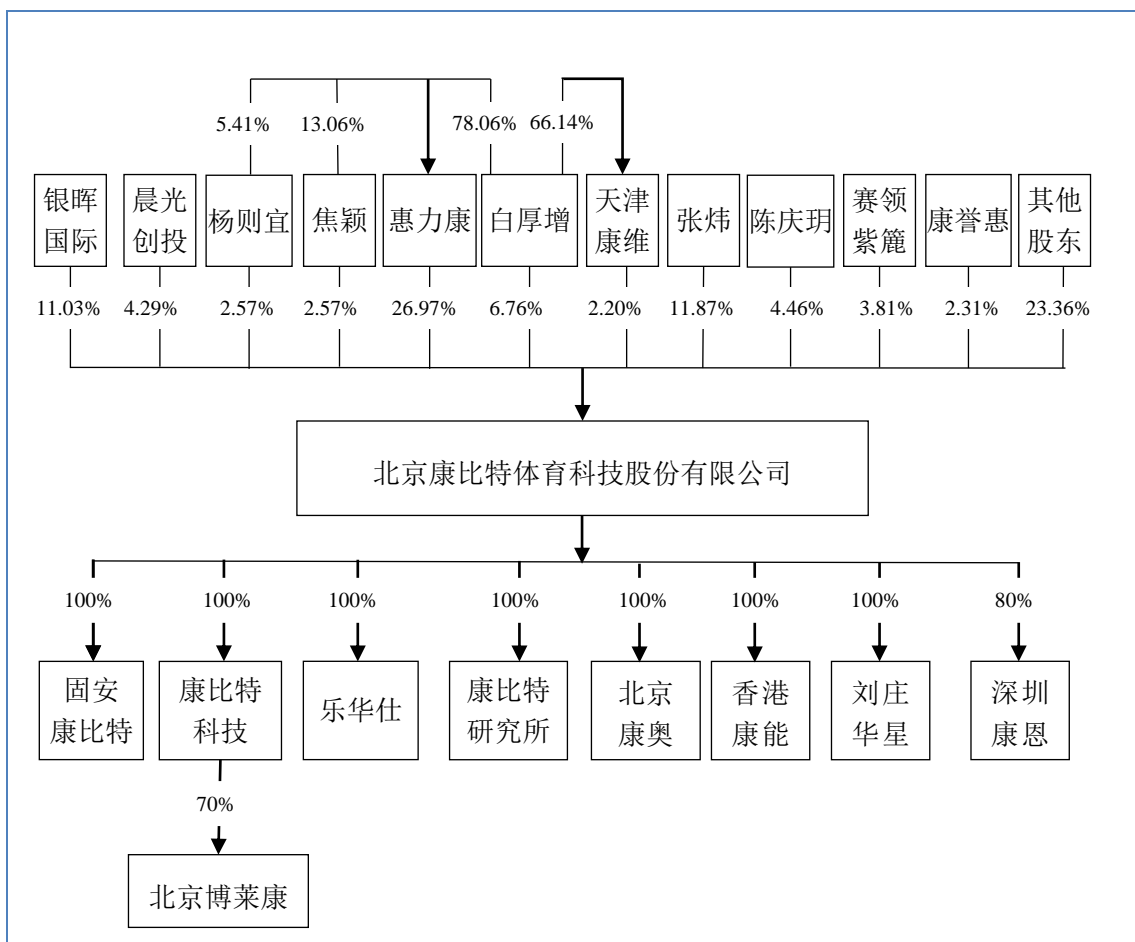 5.41% 13.06% 78.06% 66.14%
银晖
国际
晨光
创投
杨则宜
焦颖
惠力康
白厚增
天津
康维
张炜
陈庆玥
赛领
紫簏
康誉惠
其他
股东
11.03% 4.29% 2.57% 2.57% 26.97% 6.76% 2.20% 11.87% 4.46% 3.81% 2.31% 23.36%
北京康比特体育科技股份有限公司
100% 100% 100% 100% 100% 100% 100% 80%
固安
康比特
康比特
科技
乐华仕
康比特
研究所
北京
康奥
香港
康能
刘庄
华星
深圳
康恩
70%
北京博莱康